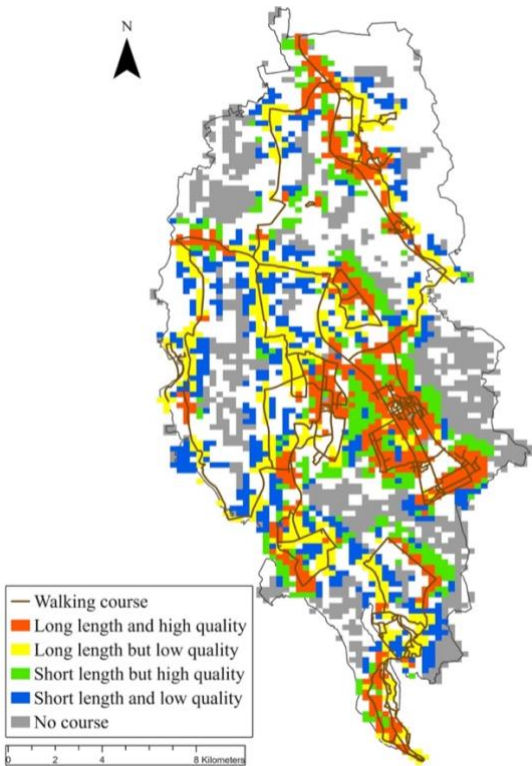 N
Walking course
Long length and high quality
Long length but low quality
Short length but high quality
Short length and low quality
No course
0 2 4 8 Kilometers